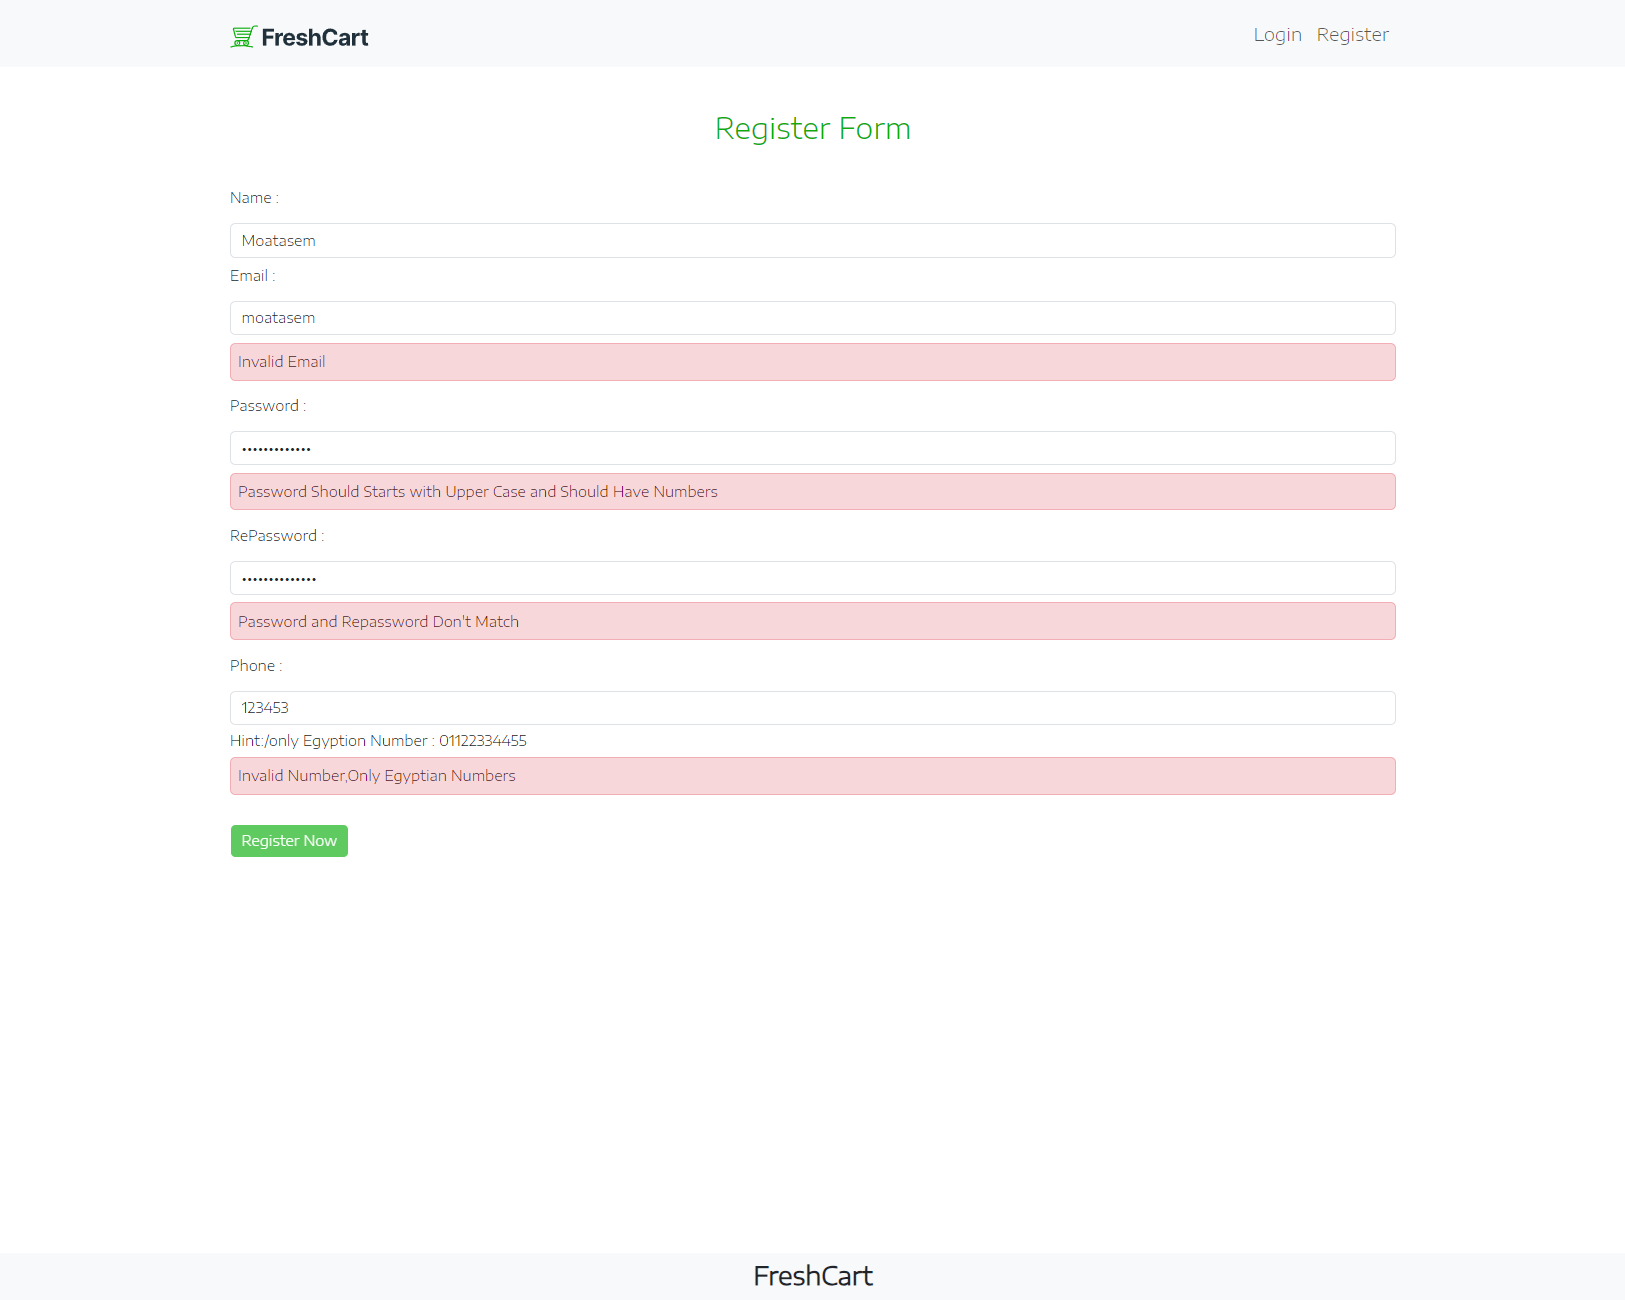 FreshCart
Login Register
Register Form
Name :
Moatasem
Email :
moatasem
Invalid Email
Password :
•••••••••••••
Password Should Starts with Upper Case and Should Have Numbers
RePassword :
••••••••••••••
Password and Repassword Don't Match
Phone :
123453
Hint:/only Egyption Number : 01122334455
Invalid Number,Only Egyptian Numbers
Register Now
FreshCart